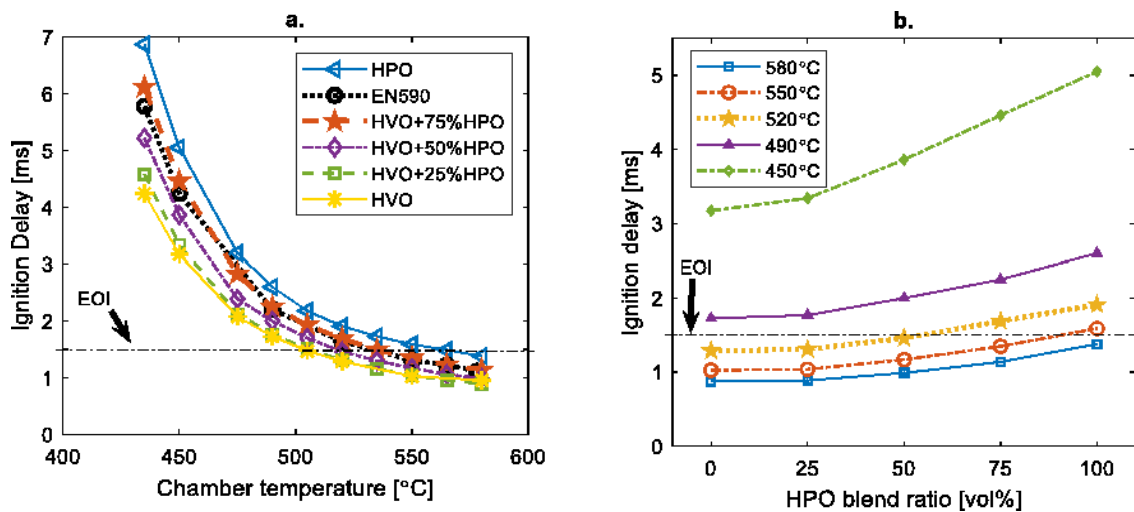 a.
Ignition Delay [ms]
7
6
5
4
3
2
1
0
HPO
EN590
HVO+75%HPO
HVO+50%HPO
HVO+25%HPO
HVO
EOI
400
450
500
550
600
Chamber temperature [°C]
b.
Ignition delay [ms]
5
4
3
2
1
0
580°C
550°C
520°C
490°C
450°C
EOI
0
25
50
75
100
HPO blend ratio [vol%]